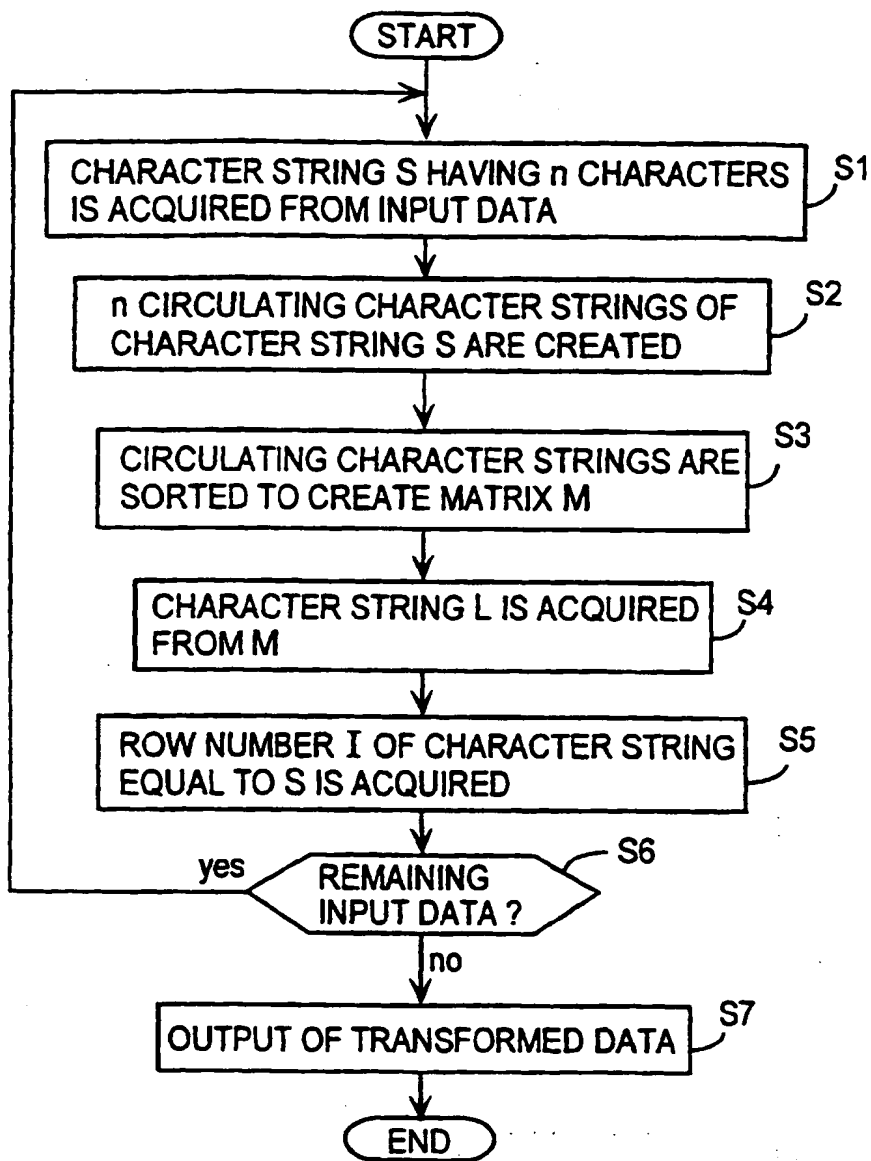 START
CHARACTER STRING S HAVING n CHARACTERS
IS ACQUIRED FROM INPUT DATA
S1
n CIRCULATING CHARACTER STRINGS OF
CHARACTER STRING S ARE CREATED
S2
CIRCULATING CHARACTER STRINGS ARE
SORTED TO CREATE MATRIX M
S3
CHARACTER STRING L IS ACQUIRED
FROM M
S4
ROW NUMBER I OF CHARACTER STRING
EQUAL TO S IS ACQUIRED
S5
yes
REMAINING
INPUT DATA ?
S6
no
OUTPUT OF TRANSFORMED DATA
S7
END